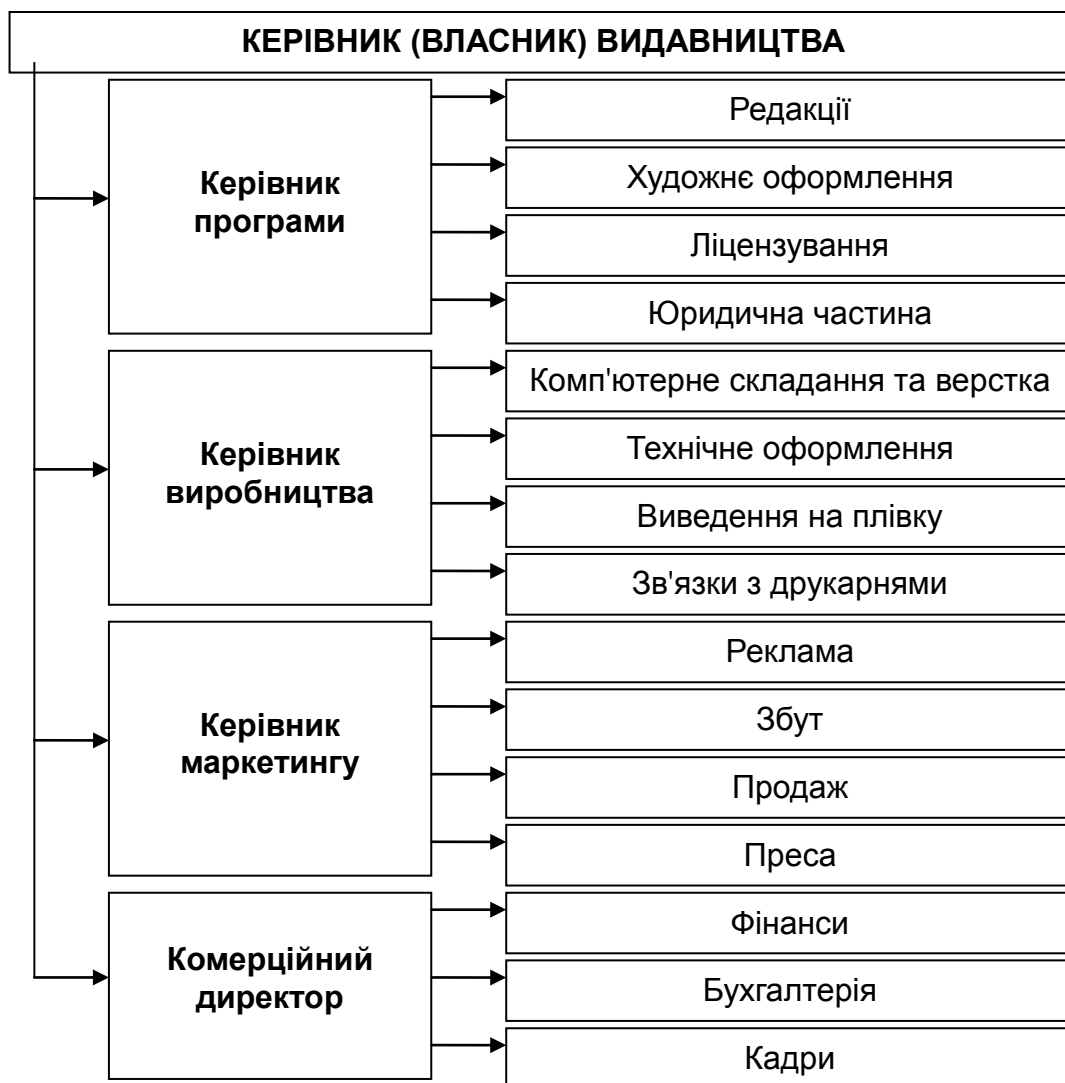 КЕРІВНИК (ВЛАСНИК) ВИДАВНИЦТВА
Керівник
програми
Редакції
Художнє оформлення
Ліцензування
Юридична частина
Керівник
виробництва
Комп'ютерне складання та верстка
Технічне оформлення
Виведення на плівку
Зв'язки з друкарнями
Керівник
маркетингу
Реклама
Збут
Продаж
Преса
Комерційний
директор
Фінанси
Бухгалтерія
Кадри